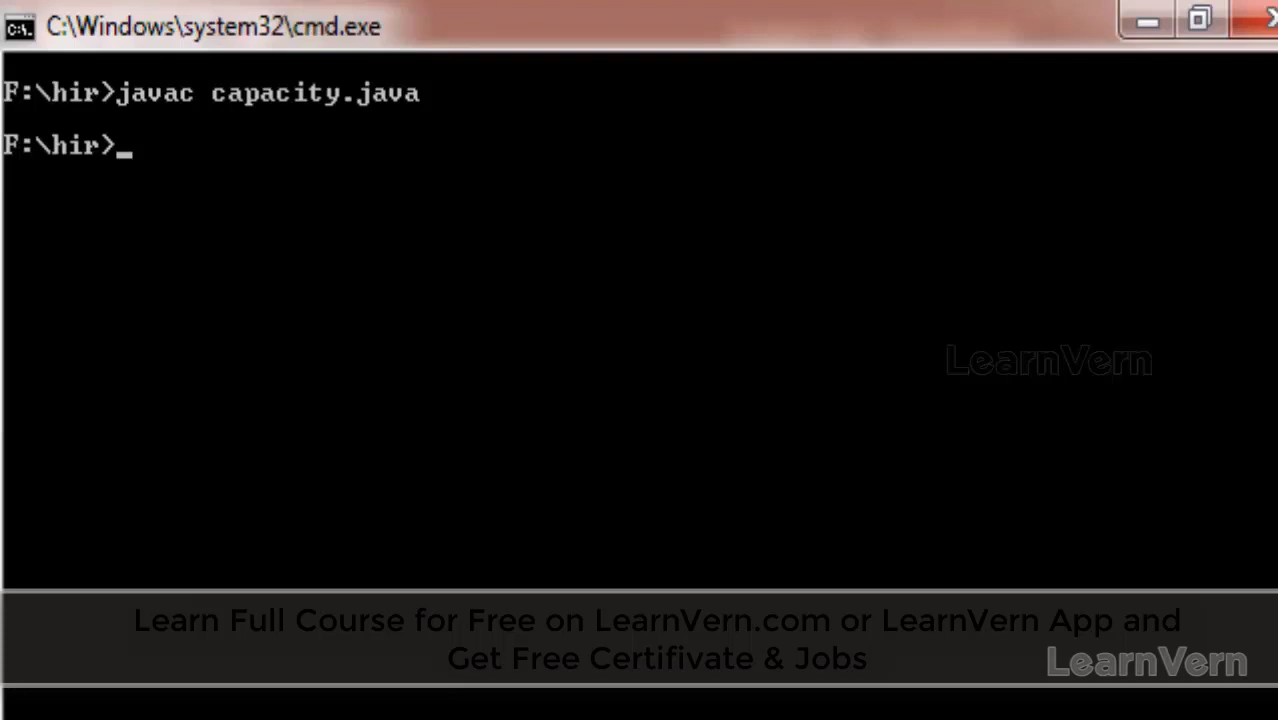 C:\Windows\system32\cmd.exe
F:\hir>javac capacity.java
F:\hir>_
LearnVern
Learn Full Course for Free on LearnVern.com or LearnVern App and
Get Free Certifivate & Jobs
LearnVern